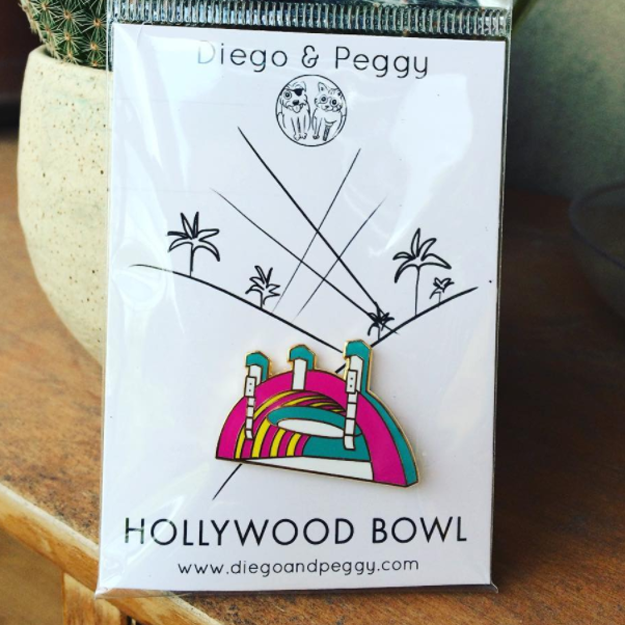 Diego & Peggy
HOLLYWOOD BOWL
www.diegoandpeggy.com